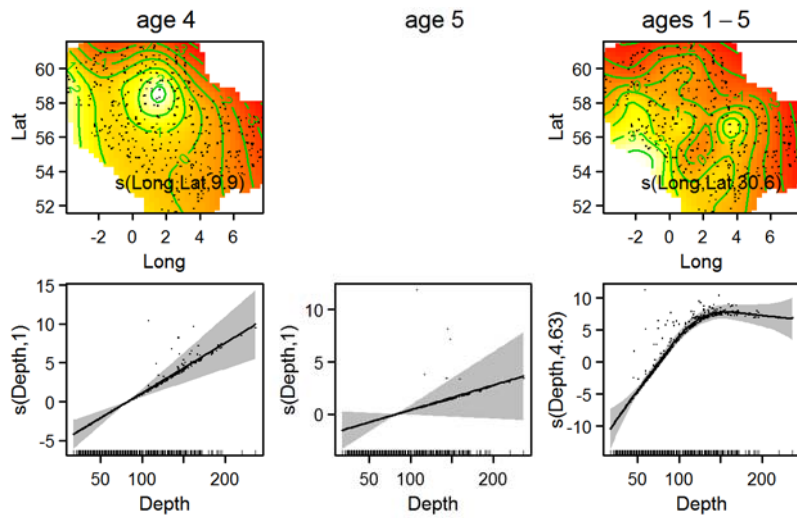 age 4 age 5 ages 1 – 5
60 58 56 54 52
Lat
s(Long,Lat,9.9)
-2 0 2 4 6
Long
60 58 56 54 52
Lat
s(Long,Lat,30.6)
-2 0 2 4 6
Long
15 10 5 0 -5
s(Depth,1)
50 100 200
Depth
10 5 0
s(Depth,1)
50 100 200
Depth
10 5 0 -5 -10
s(Depth,4.63)
50 100 200
Depth